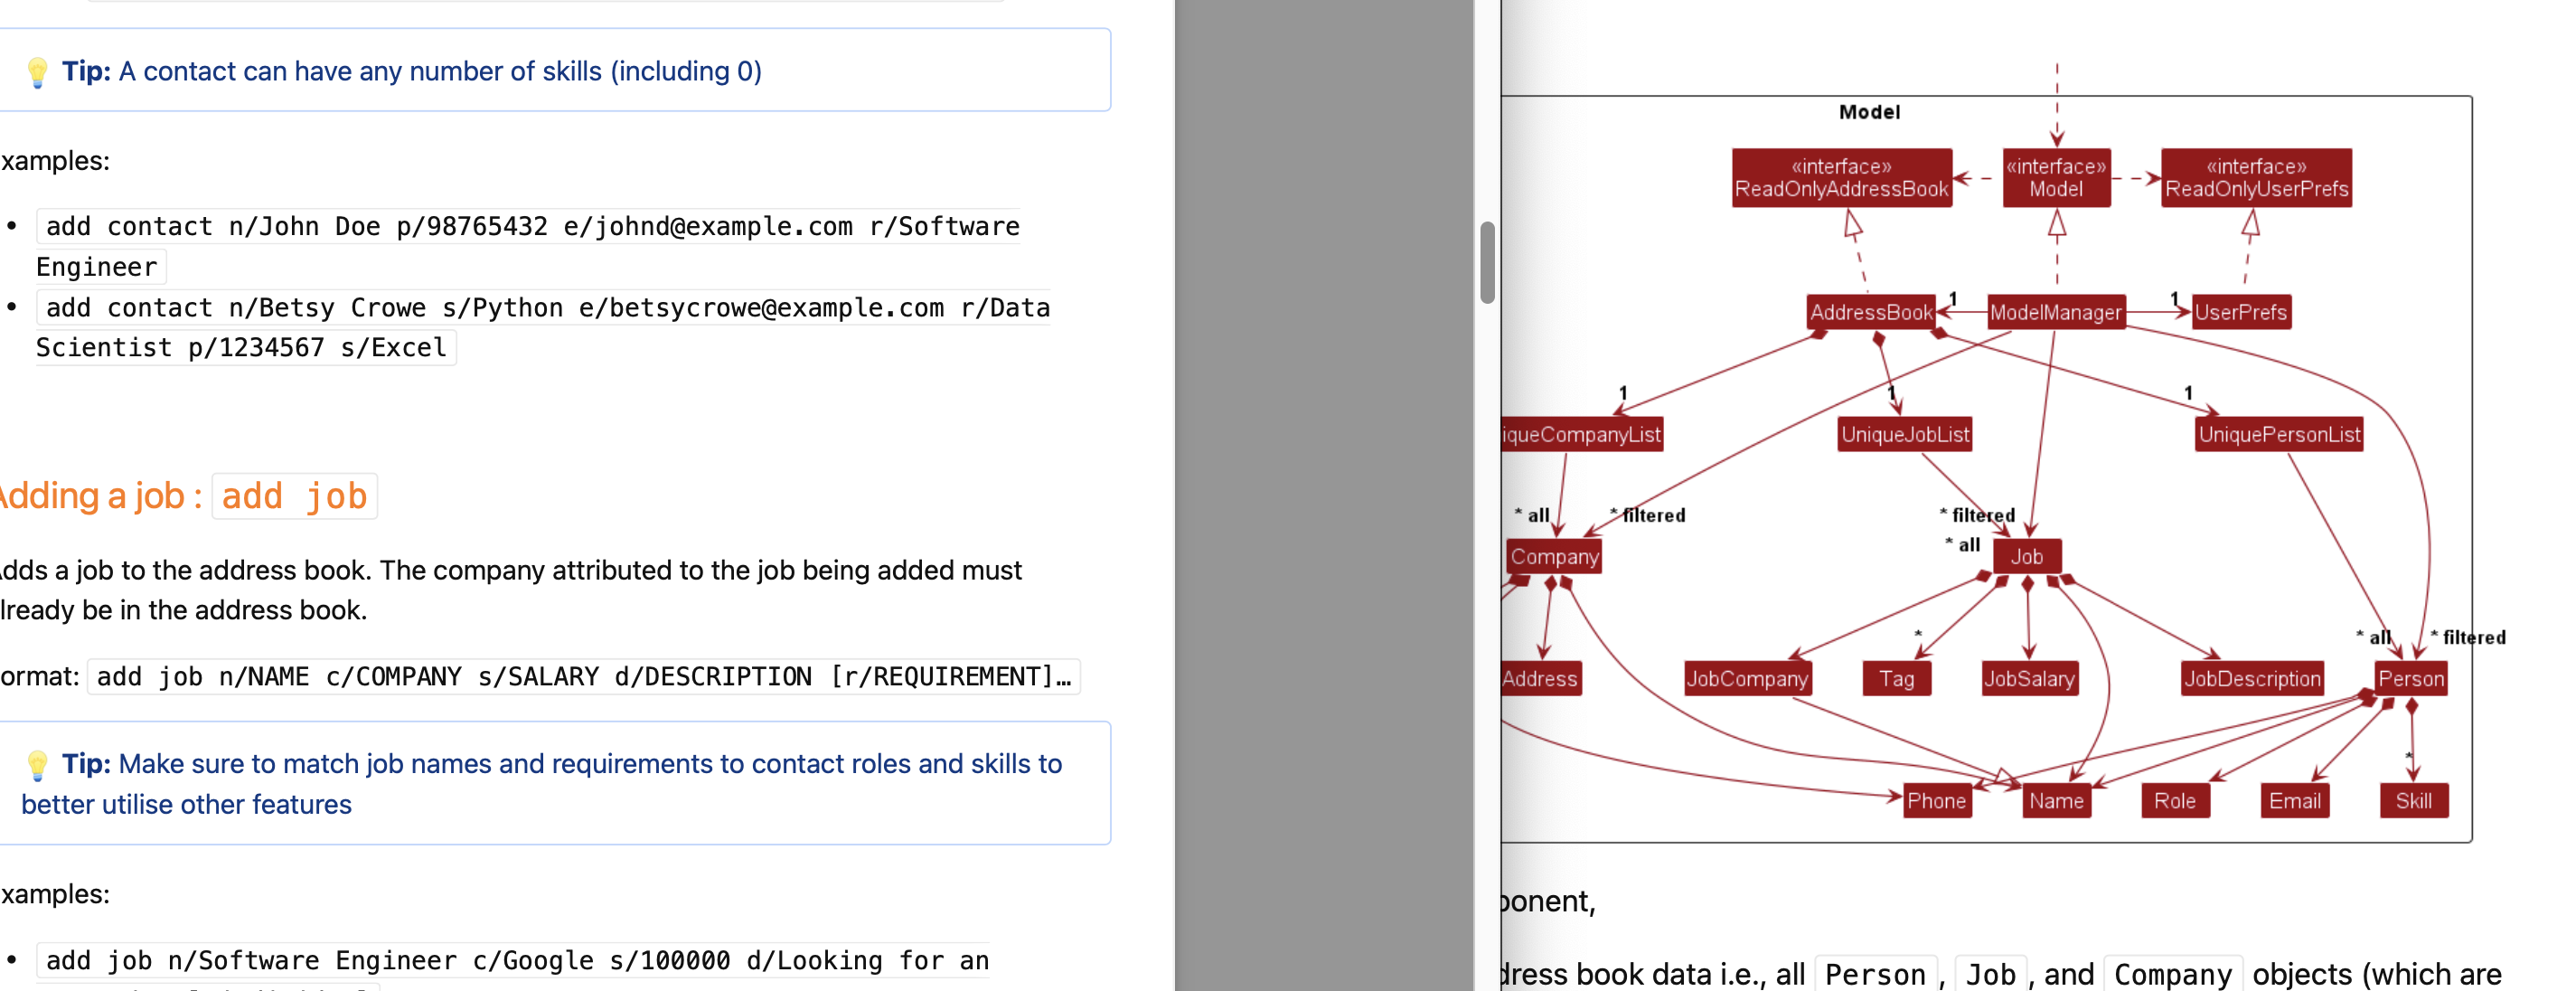 💡 Tip: A contact can have any number of skills (including 0)
xamples:
• add contact n/John Doe p/98765432 e/johnd@example.com r/Software
Engineer
• add contact n/Betsy Crowe s/Python e/betsycrowe@example.com r/Data
Scientist p/1234567 s/Excel
Adding a job : add job
dds a job to the address book. The company attributed to the job being added must
lready be in the address book.
ormat: add job n/NAME c/COMPANY s/SALARY d/DESCRIPTION [r/REQUIREMENT]…
💡 Tip: Make sure to match job names and requirements to contact roles and skills to
better utilise other features
xamples:
• add job n/Software Engineer c/Google s/100000 d/Looking for an
Model
«interface»
ReadOnlyAddressBook
«interface»
Model
«interface»
ReadOnlyUserPrefs
AddressBook
1
ModelManager
1
UserPrefs
1
1
1
iqueCompanyList
UniqueJobList
UniquePersonList
* all
* filtered
* filtered
* all
Company
Job
*
* all
* filtered
Address
JobCompany
Tag
JobSalary
JobDescription
Person
*
Phone
Name
Role
Email
Skill
ponent,
dress book data i.e., all Person , Job , and Company objects (which are